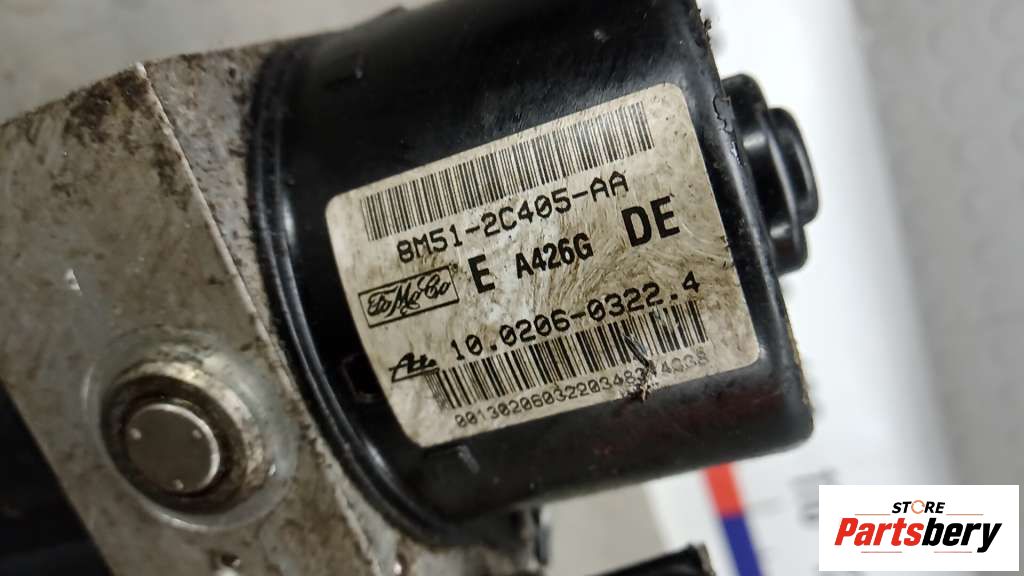 8M51-2C405-AA
FoMoCo E A426G DE
Ate 10.0206-0322.4
STORE
Partsbery